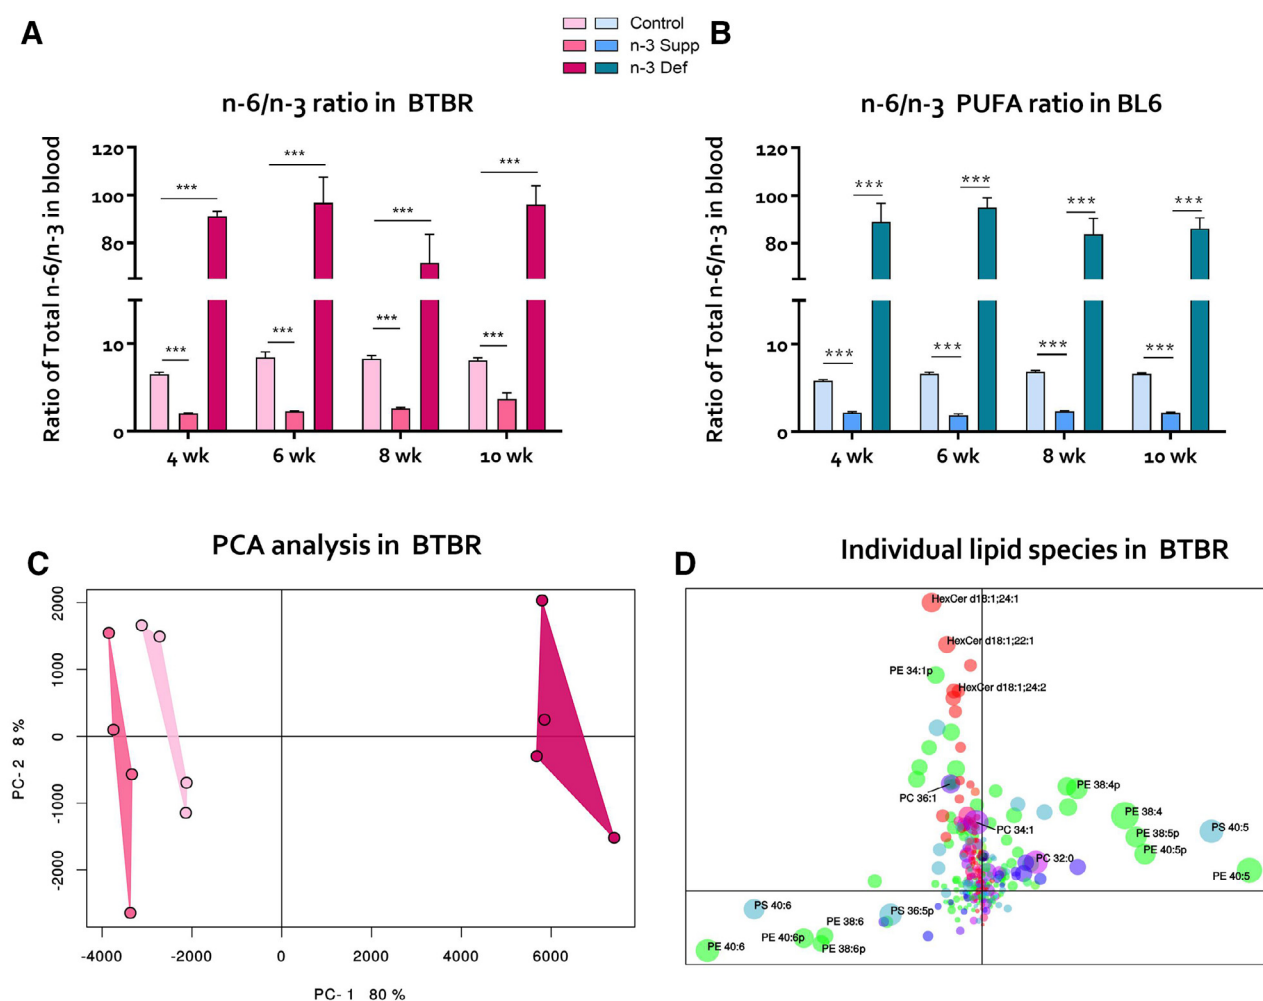 A
Control
n-3 Supp
n-3 Def
B
n-6/n-3 ratio in BTBR
n-6/n-3 PUFA ratio in BL6
Ratio of Total n-6/n-3 in blood
120
100
80
10
0
***
***
***
***
***
***
***
***
4 wk
6 wk
8 wk
10 wk
Ratio of Total n-6/n-3 in blood
120
100
80
10
0
***
***
***
***
***
***
***
***
4 wk
6 wk
8 wk
10 wk
C
PCA analysis in BTBR
PC- 2 8 %
2000
1000
0
-10000
-2000
-4000
-2000
0
2000
4000
6000
PC- 1 80 %
D
Individual lipid species in BTBR
HexCer d18:1;24:1
HexCer d18:1;22:1
PE 34:1p
HexCer d18:1;24:2
PC 36:1
PE 38:4p
PE 38:4
PC 34:1
PE 38:5p
PS 40:5
PE 40:5p
PC 32:0
PE 40:5
PS 40:6
PS 36:5p
PE 38:6
PE 40:6p
PE 40:6
PE 38:6p